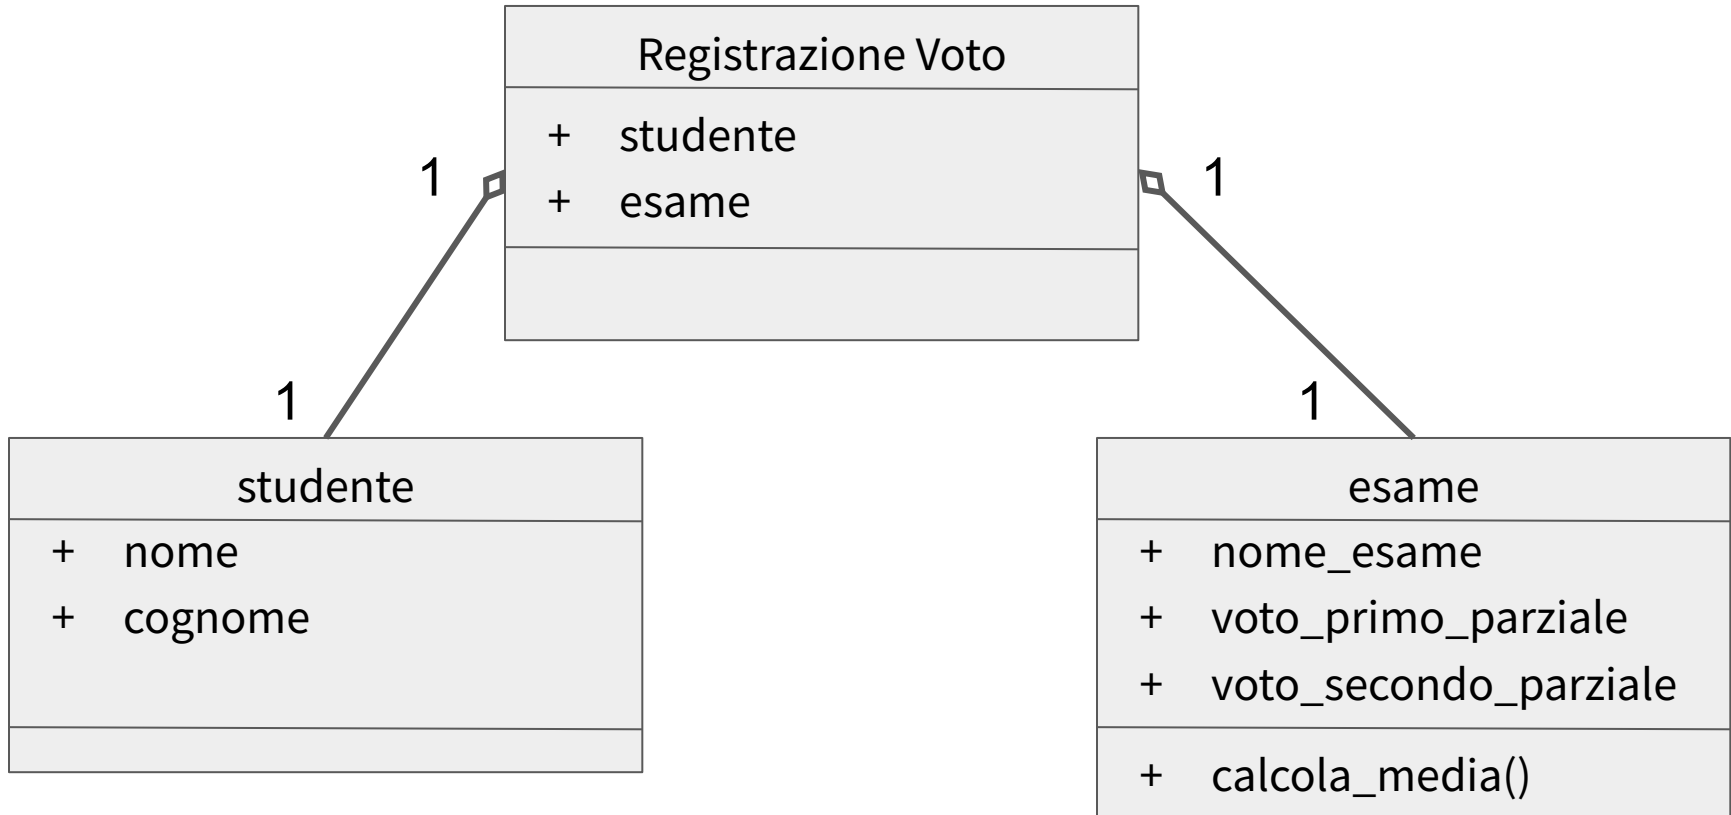 Registrazione Voto
+ studente
+ esame
1
1
1
1
studente
+ nome
+ cognome
esame
+ nome_esame
+ voto_primo_parziale
+ voto_secondo_parziale
+ calcola_media()